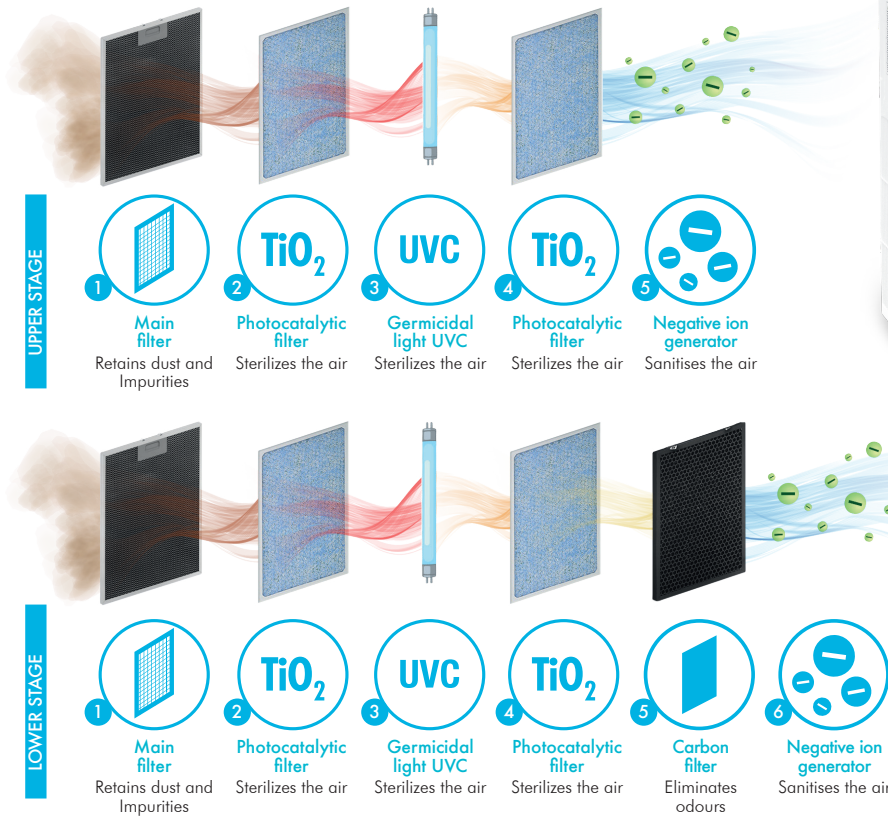 UPPER STAGE
TiO2
UVC
TiO2
1
2
3
4
5
Main
filter
Retains dust and
Impurities
Photocatalytic
filter
Sterilizes the air
Germicidal
light UVC
Sterilizes the air
Photocatalytic
filter
Sterilizes the air
Negative ion
generator
Sanitises the air
LOWER STAGE
TiO2
UVC
TiO2
1
2
3
4
5
6
Main
filter
Retains dust and
Impurities
Photocatalytic
filter
Sterilizes the air
Germicidal
light UVC
Sterilizes the air
Photocatalytic
filter
Sterilizes the air
Carbon
filter
Eliminates
odours
Negative ion
generator
Sanitises the air